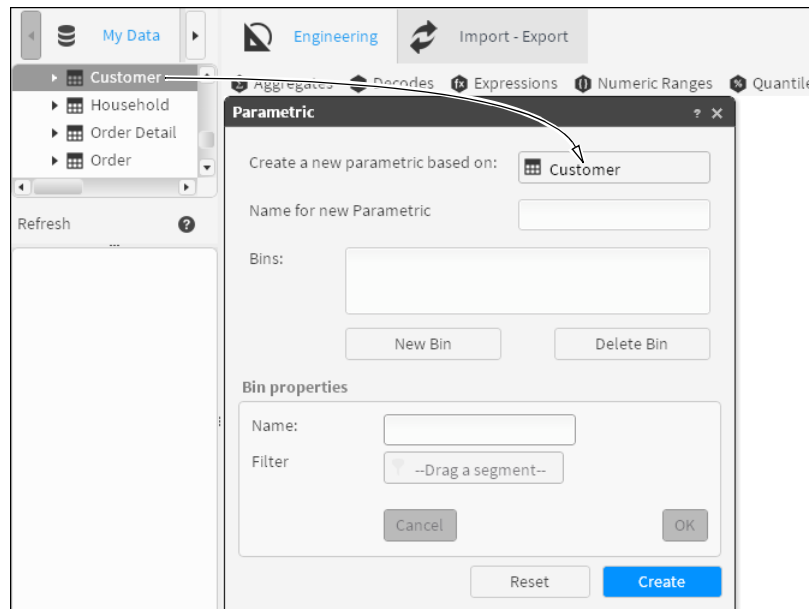 My Data
Engineering
Import - Export
Customer
Household
Order Detail
Order
Refresh
Aggregates Decodes Expressions Numeric Ranges Quantile
Parametric
Create a new parametric based on: Customer
Name for new Parametric
Bins:
New Bin Delete Bin
Bin properties
Name:
Filter --Drag a segment--
Cancel OK
Reset Create